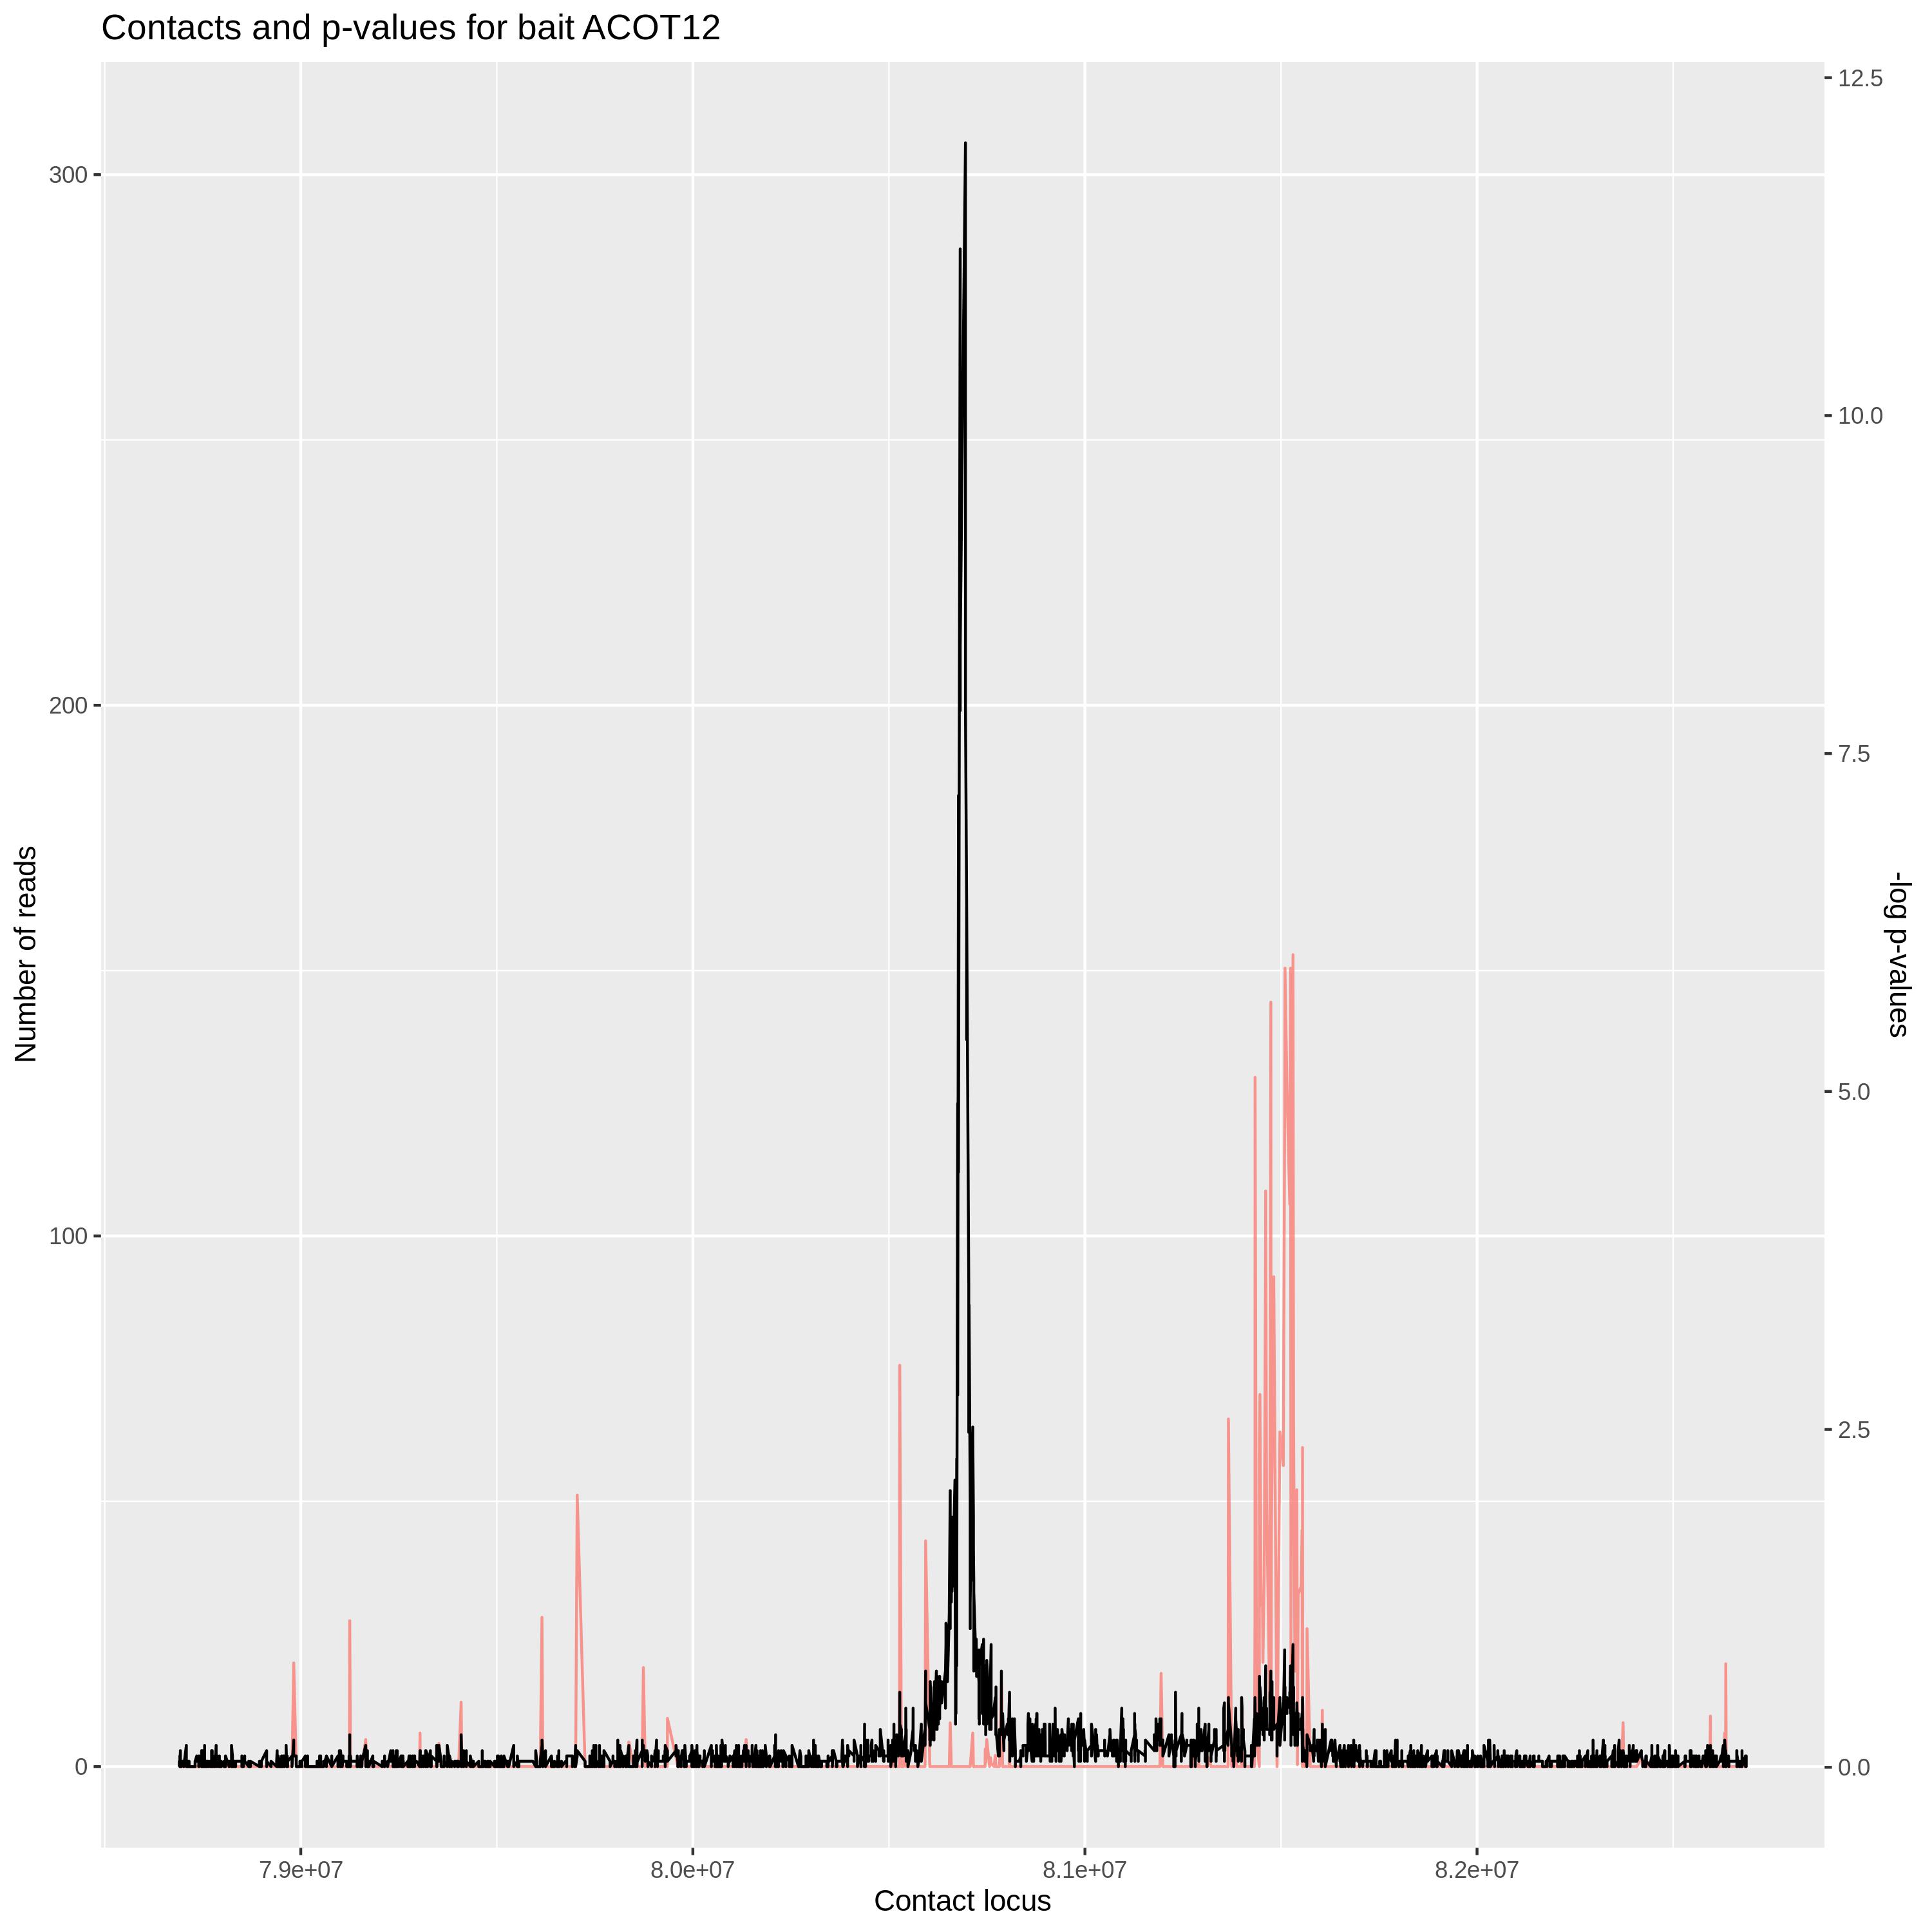 Contacts and p-values for bait ACOT12
12.5
300
10.0
200
7.5
Number of reads
-log p-values
5.0
100
2.5
0
0.0
7.9e+07
8.0e+07
8.1e+07
8.2e+07
Contact locus